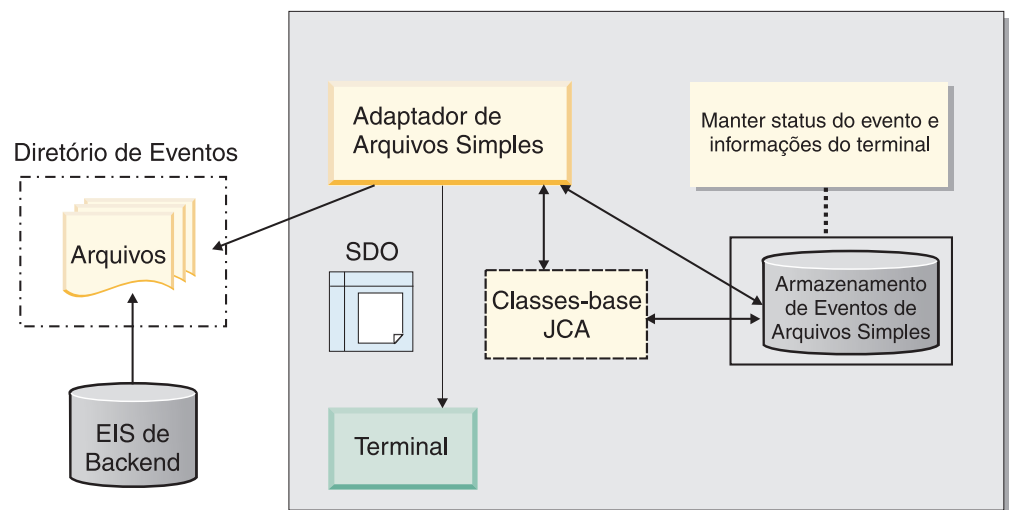 Diretório de Eventos
Arquivos
EIS de
Backend
Adaptador de
Arquivos Simples
Manter status do evento e
informações do terminal
SDO
Classes-base
JCA
Armazenamento
de Eventos de
Arquivos Simples
Terminal